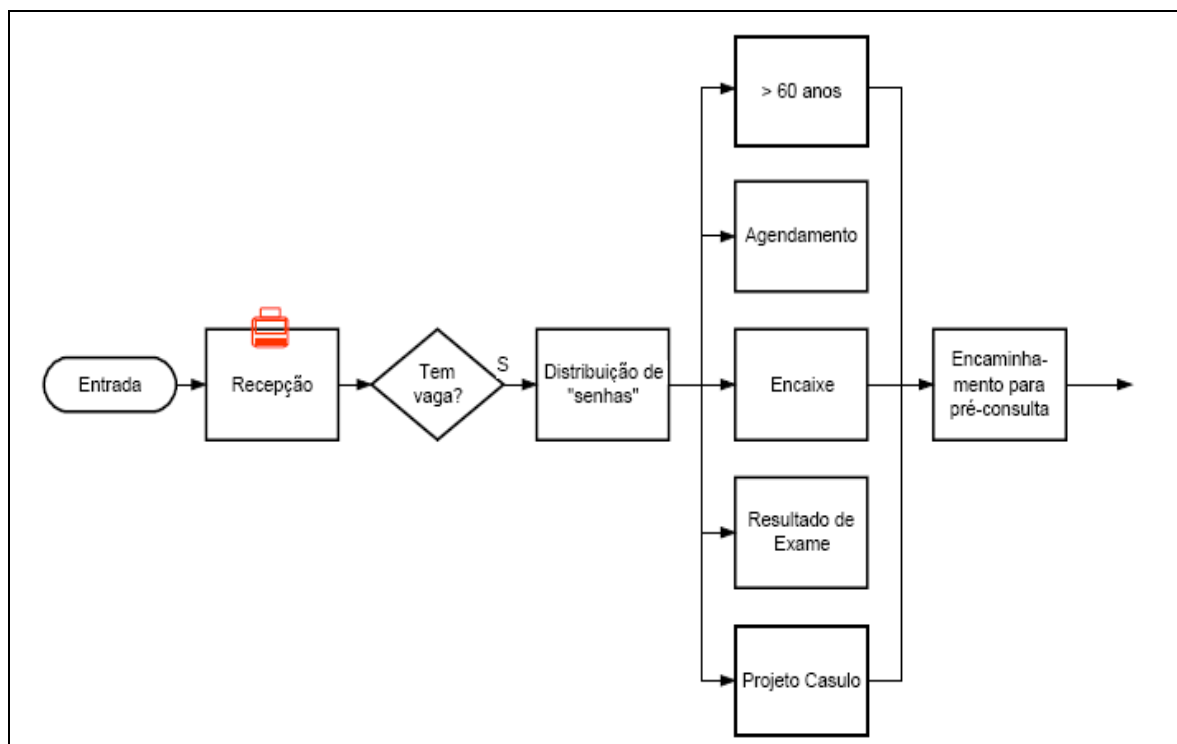 > 60 anos
Agendamento
Entrada
Recepção
Tem
vaga?
S
Distribuição de
"senhas"
Encaixe
Encaminha-
mento para
pré-consulta
Resultado de
Exame
Projeto Casulo